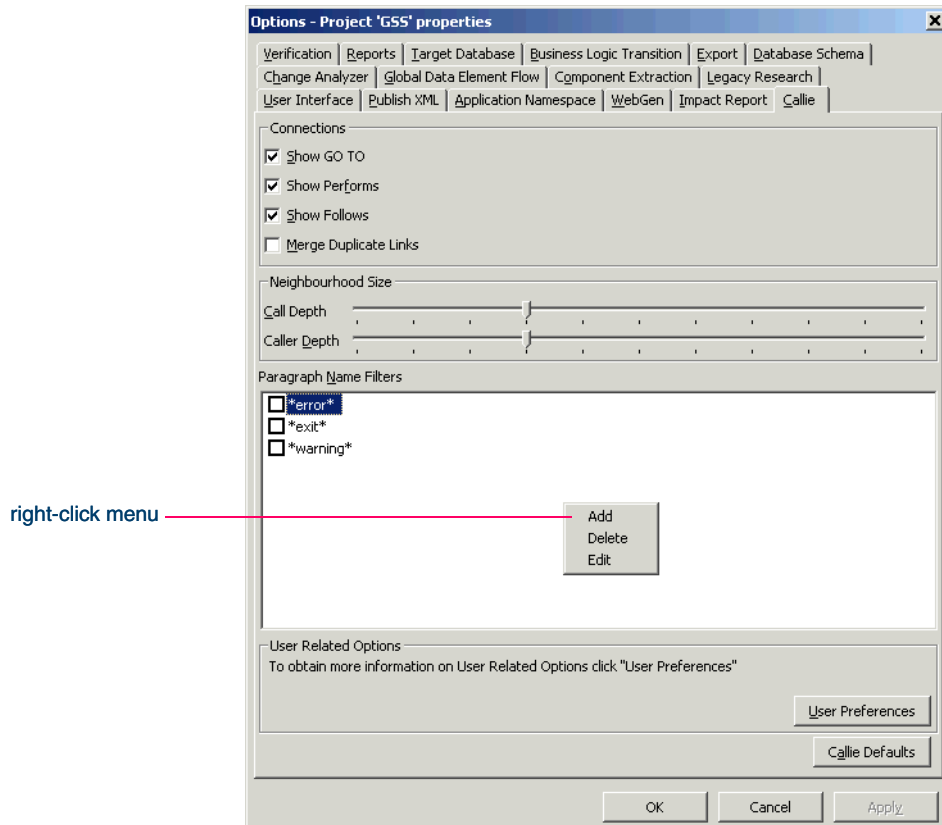 Options - Project 'GSS' properties
Verification Reports Target Database Business Logic Transition Export Database Schema
Change Analyzer Global Data Element Flow Component Extraction Legacy Research
User Interface Publish XML Application Namespace WebGen Impact Report Callie
Connections
Show GO TO
Show Performs
Show Follows
Merge Duplicate Links
Neighbourhood Size
Call Depth
Caller Depth
Paragraph Name Filters
*error*
*exit*
*warning*
right-click menu
Add
Delete
Edit
User Related Options
To obtain more information on User Related Options click "User Preferences"
User Preferences
Callie Defaults
OK Cancel Apply